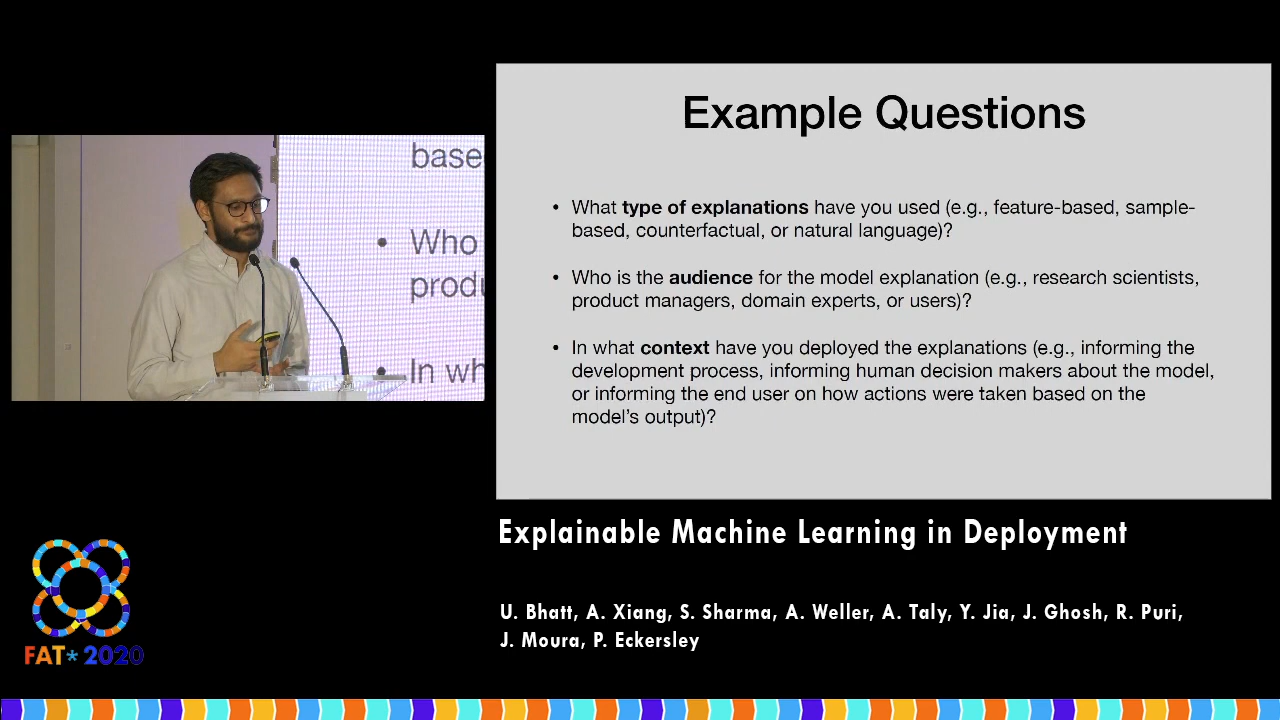 base
Who
produ
In wh
Example Questions
• What type of explanations have you used (e.g., feature-based, sample-
based, counterfactual, or natural language)?
• Who is the audience for the model explanation (e.g., research scientists,
product managers, domain experts, or users)?
• In what context have you deployed the explanations (e.g., informing the
development process, informing human decision makers about the model,
or informing the end user on how actions were taken based on the
model's output)?
Explainable Machine Learning in Deployment
U. Bhatt, A. Xiang, S. Sharma, A. Weller, A. Taly, Y. Jia, J. Ghosh, R. Puri,
J. Moura, P. Eckersley
FAT* 2020